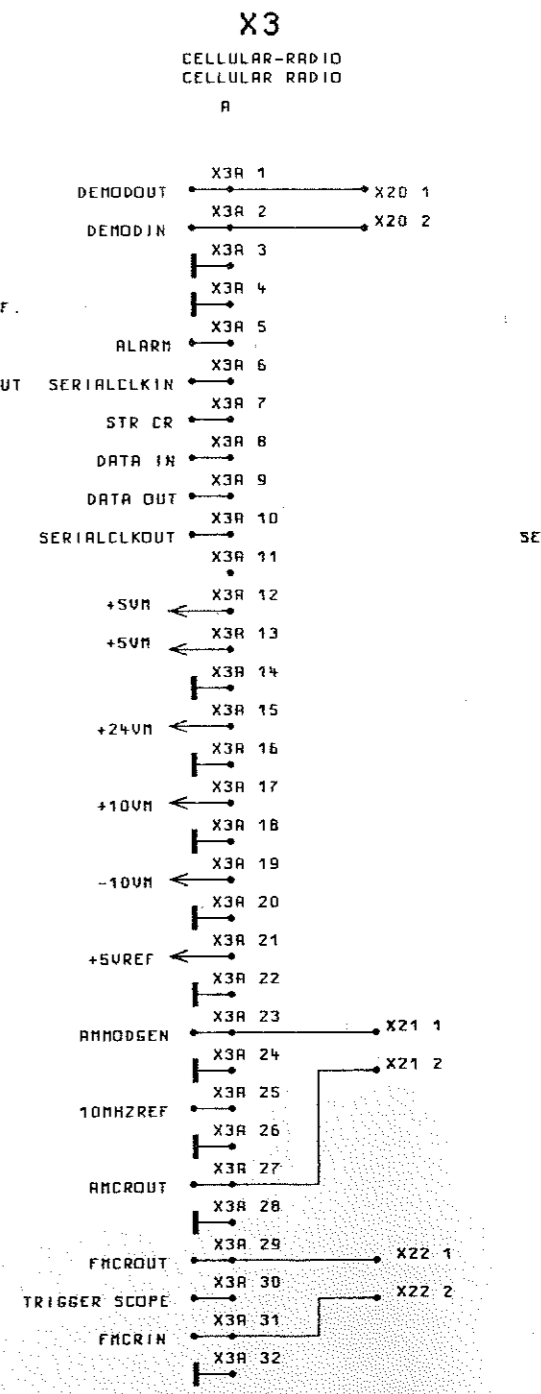 X3
CELLULAR-RADIO
CELLULAR RADIO
A
X3A 1
DEMODOUT X20 1
X3A 2
DEMODIN X20 2
X3A 3
X3A 4
F.
X3A 5
ALARM
X3A 6
UT SERIALCLKIN
X3A 7
STR CR
X3A 8
DATA IN
X3A 9
DATA OUT
X3A 10
SERIALCLKOUT SE
X3A 11
X3A 12
+5VM
X3A 13
+5VM
X3A 14
X3A 15
+24VM
X3A 16
X3A 17
+10VM
X3A 18
X3A 19
-10VM
X3A 20
X3A 21
+5VREF
X3A 22
X3A 23
AMMODGEN X21 1
X3A 24
X21 2
X3A 25
10MHZREF
X3A 26
X3A 27
AMCROUT
X3A 28
X3A 29
FMCROUT X22 1
X3A 30
TRIGGER SCOPE X22 2
X3A 31
FMCRIN
X3A 32